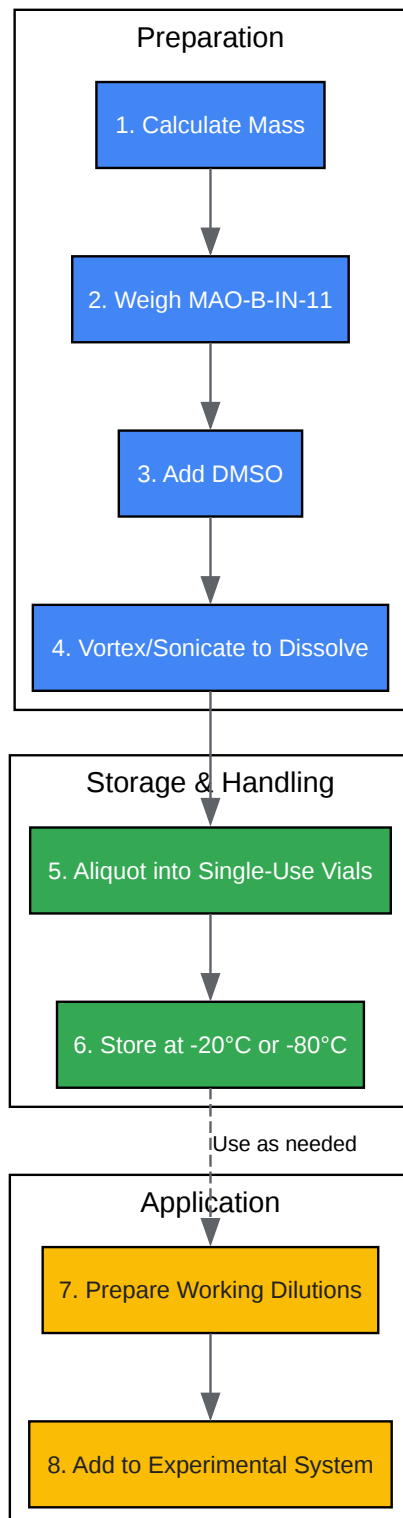 Preparation
1. Calculate Mass
2. Weigh MAO-B-IN-11
3. Add DMSO
4. Vortex/Sonicate to Dissolve
Storage & Handling
5. Aliquot into Single-Use Vials
6. Store at -20°C or -80°C
Use as needed
Application
7. Prepare Working Dilutions
8. Add to Experimental System